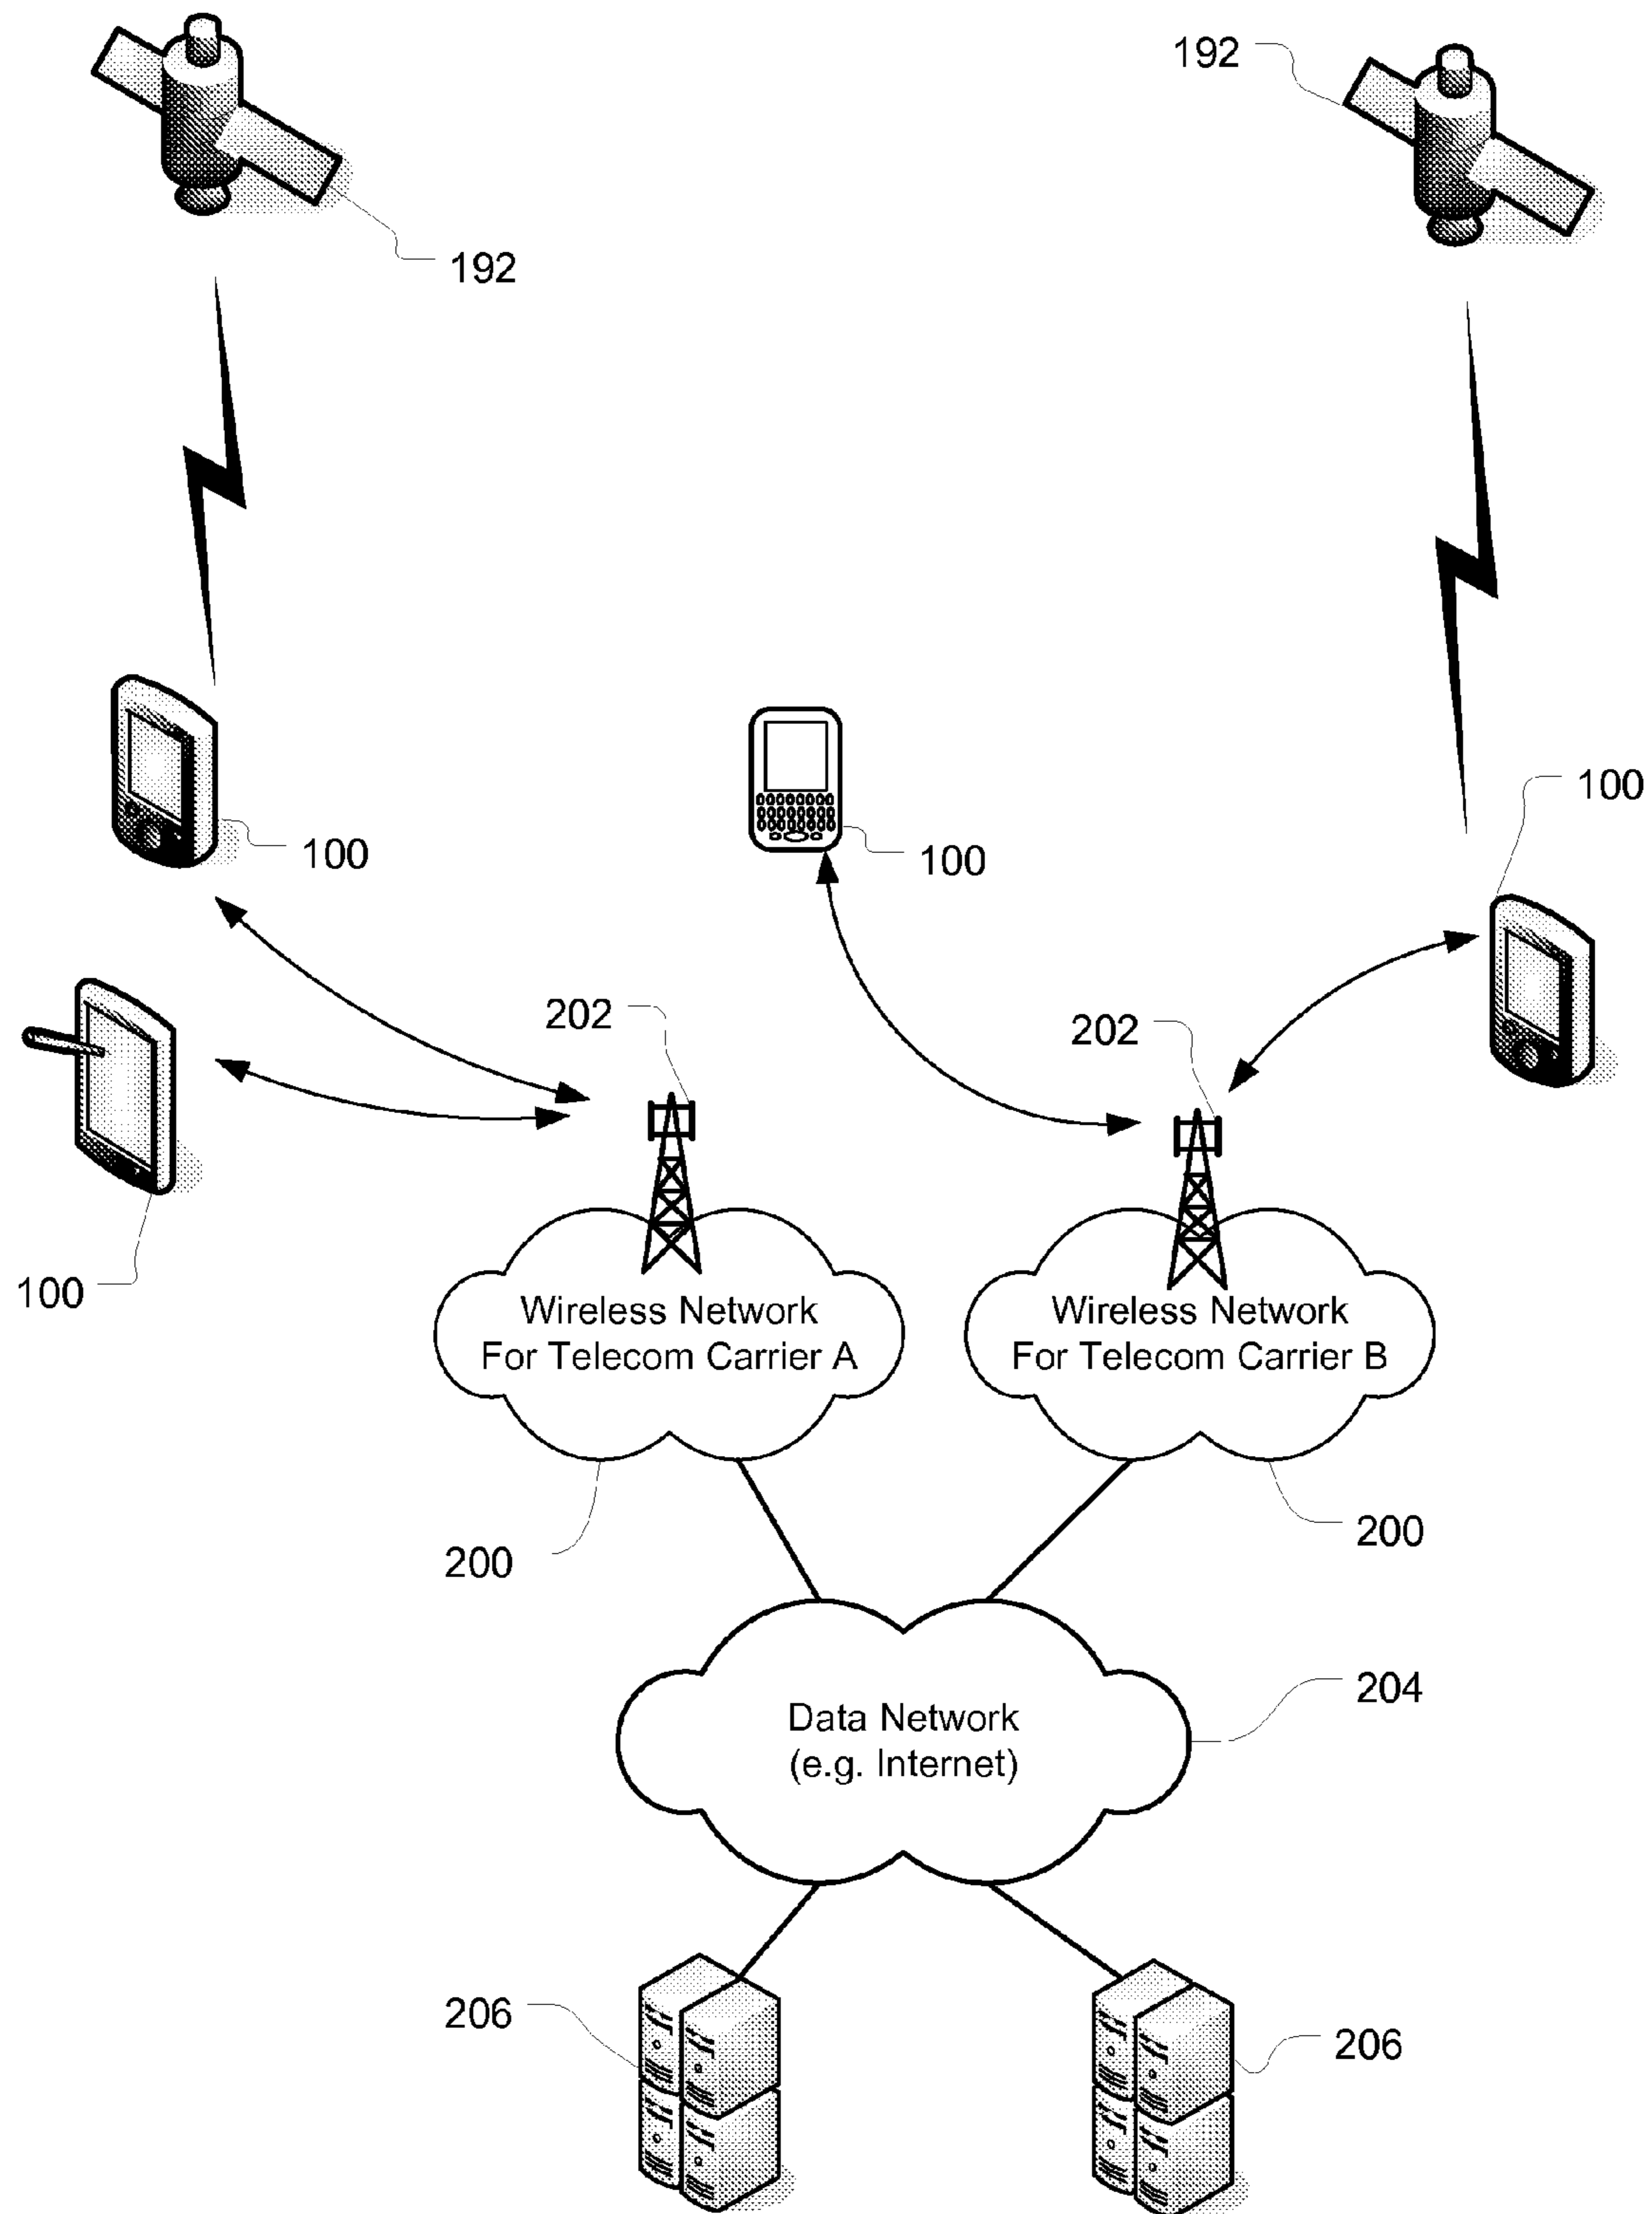 192
192
100
100
100
202
202
100
Wireless Network
For Telecom Carrier A
Wireless Network
For Telecom Carrier B
200
200
204
Data Network
(e.g. Internet)
206
206